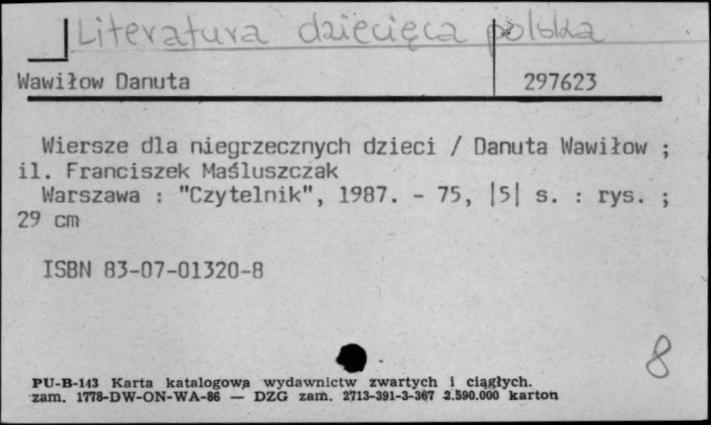 Literatura dziecięca polska
Wawiłow Danuta 297623
Wiersze dla niegrzecznych dzieci / Danuta Wawiłow ;
il. Franciszek Maśluszczak
Warszawa : "Czytelnik", 1987. - 75, |5| s. : rys. ;
29 cm
ISBN 83-07-01320-8
8
PU-B-143 Karta katalogowa wydawnictw zwartych i ciągłych.
zam. 1778-DW-ON-WA-86 — DZG zam. 2713-391-3-367 2.590.000 karton